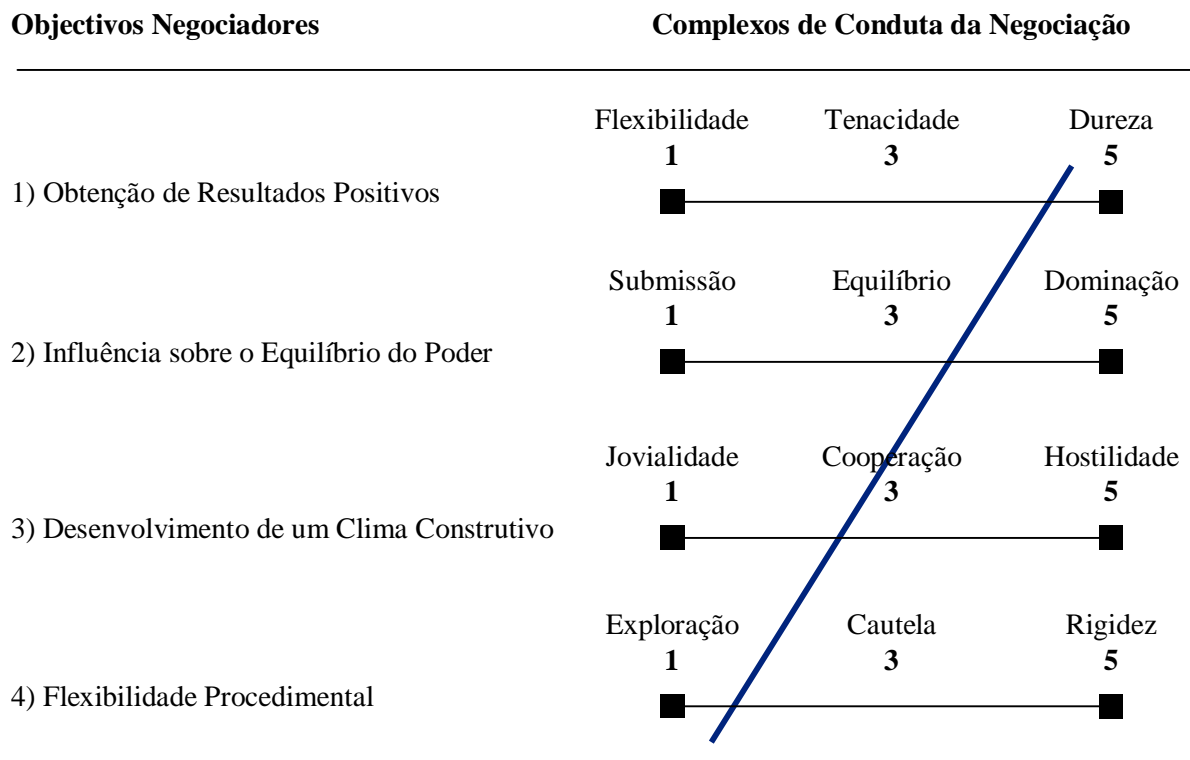 Objectivos Negociadores Complexos de Conduta da Negociação
Flexibilidade Tenacidade Dureza
1 3 5
1) Obtenção de Resultados Positivos
Submissão Equilíbrio Dominação
1 3 5
2) Influência sobre o Equilíbrio do Poder
Jovialidade Cooperação Hostilidade
1 3 5
3) Desenvolvimento de um Clima Construtivo
Exploração Cautela Rigidez
1 3 5
4) Flexibilidade Procedimental